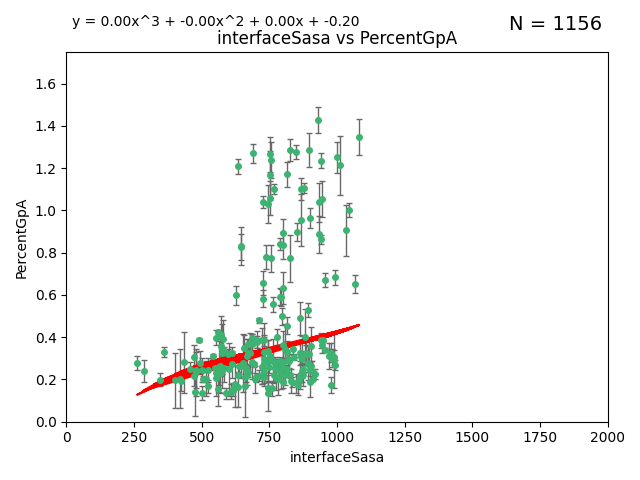 y = 0.00x^3 + -0.00x^2 + 0.00x + -0.20
N = 1156
interfaceSasa vs PercentGpA
1.6
1.4
1.2
1.0
0.8
0.6
0.4
0.2
0.0
PercentGpA
0 250 500 750 1000 1250 1500 1750 2000
interfaceSasa